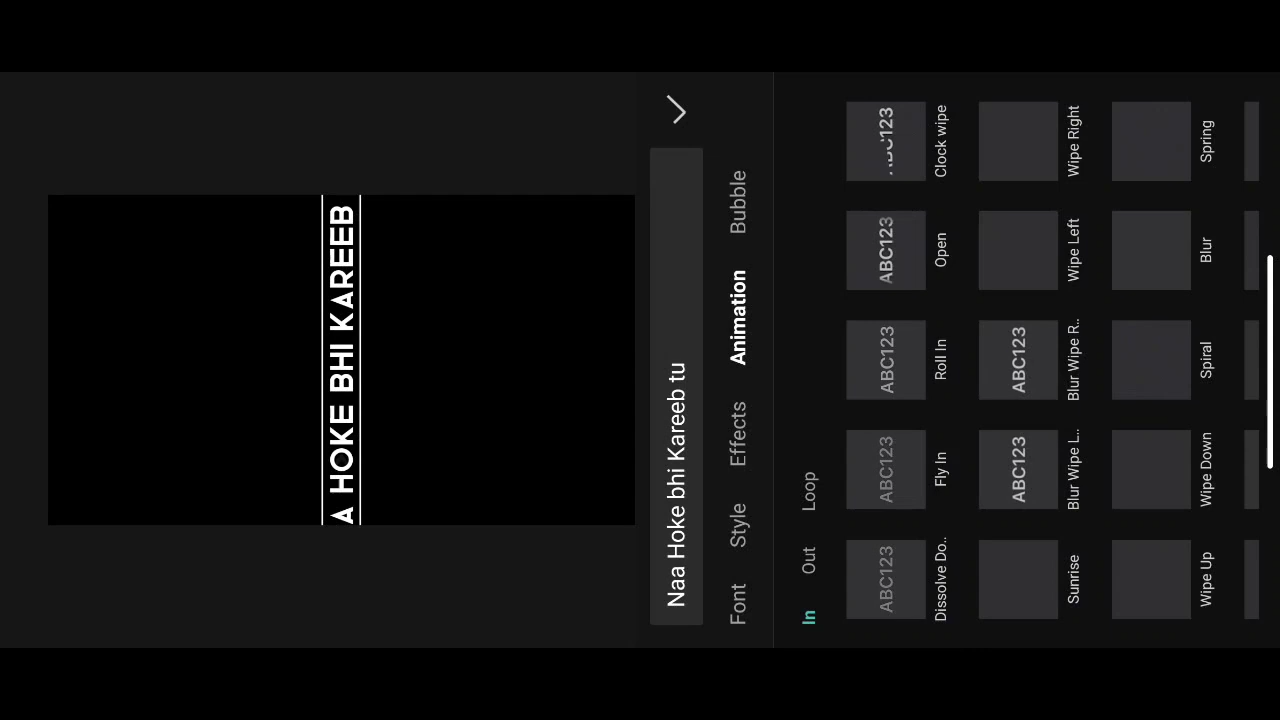 A HOKE BHI KAREEB
Naa Hoke bhi Kareeb tu
Font Style Effects Animation Bubble
In Out Loop
ABC123 ABC123 ABC123 ABC123
Dissolve Do.. Fly In Roll In Open Clock wipe
ABC123 ABC123
Sunrise Blur Wipe L.. Blur Wipe R.. Wipe Left Wipe Right
Wipe Up Wipe Down Spiral Blur Spring